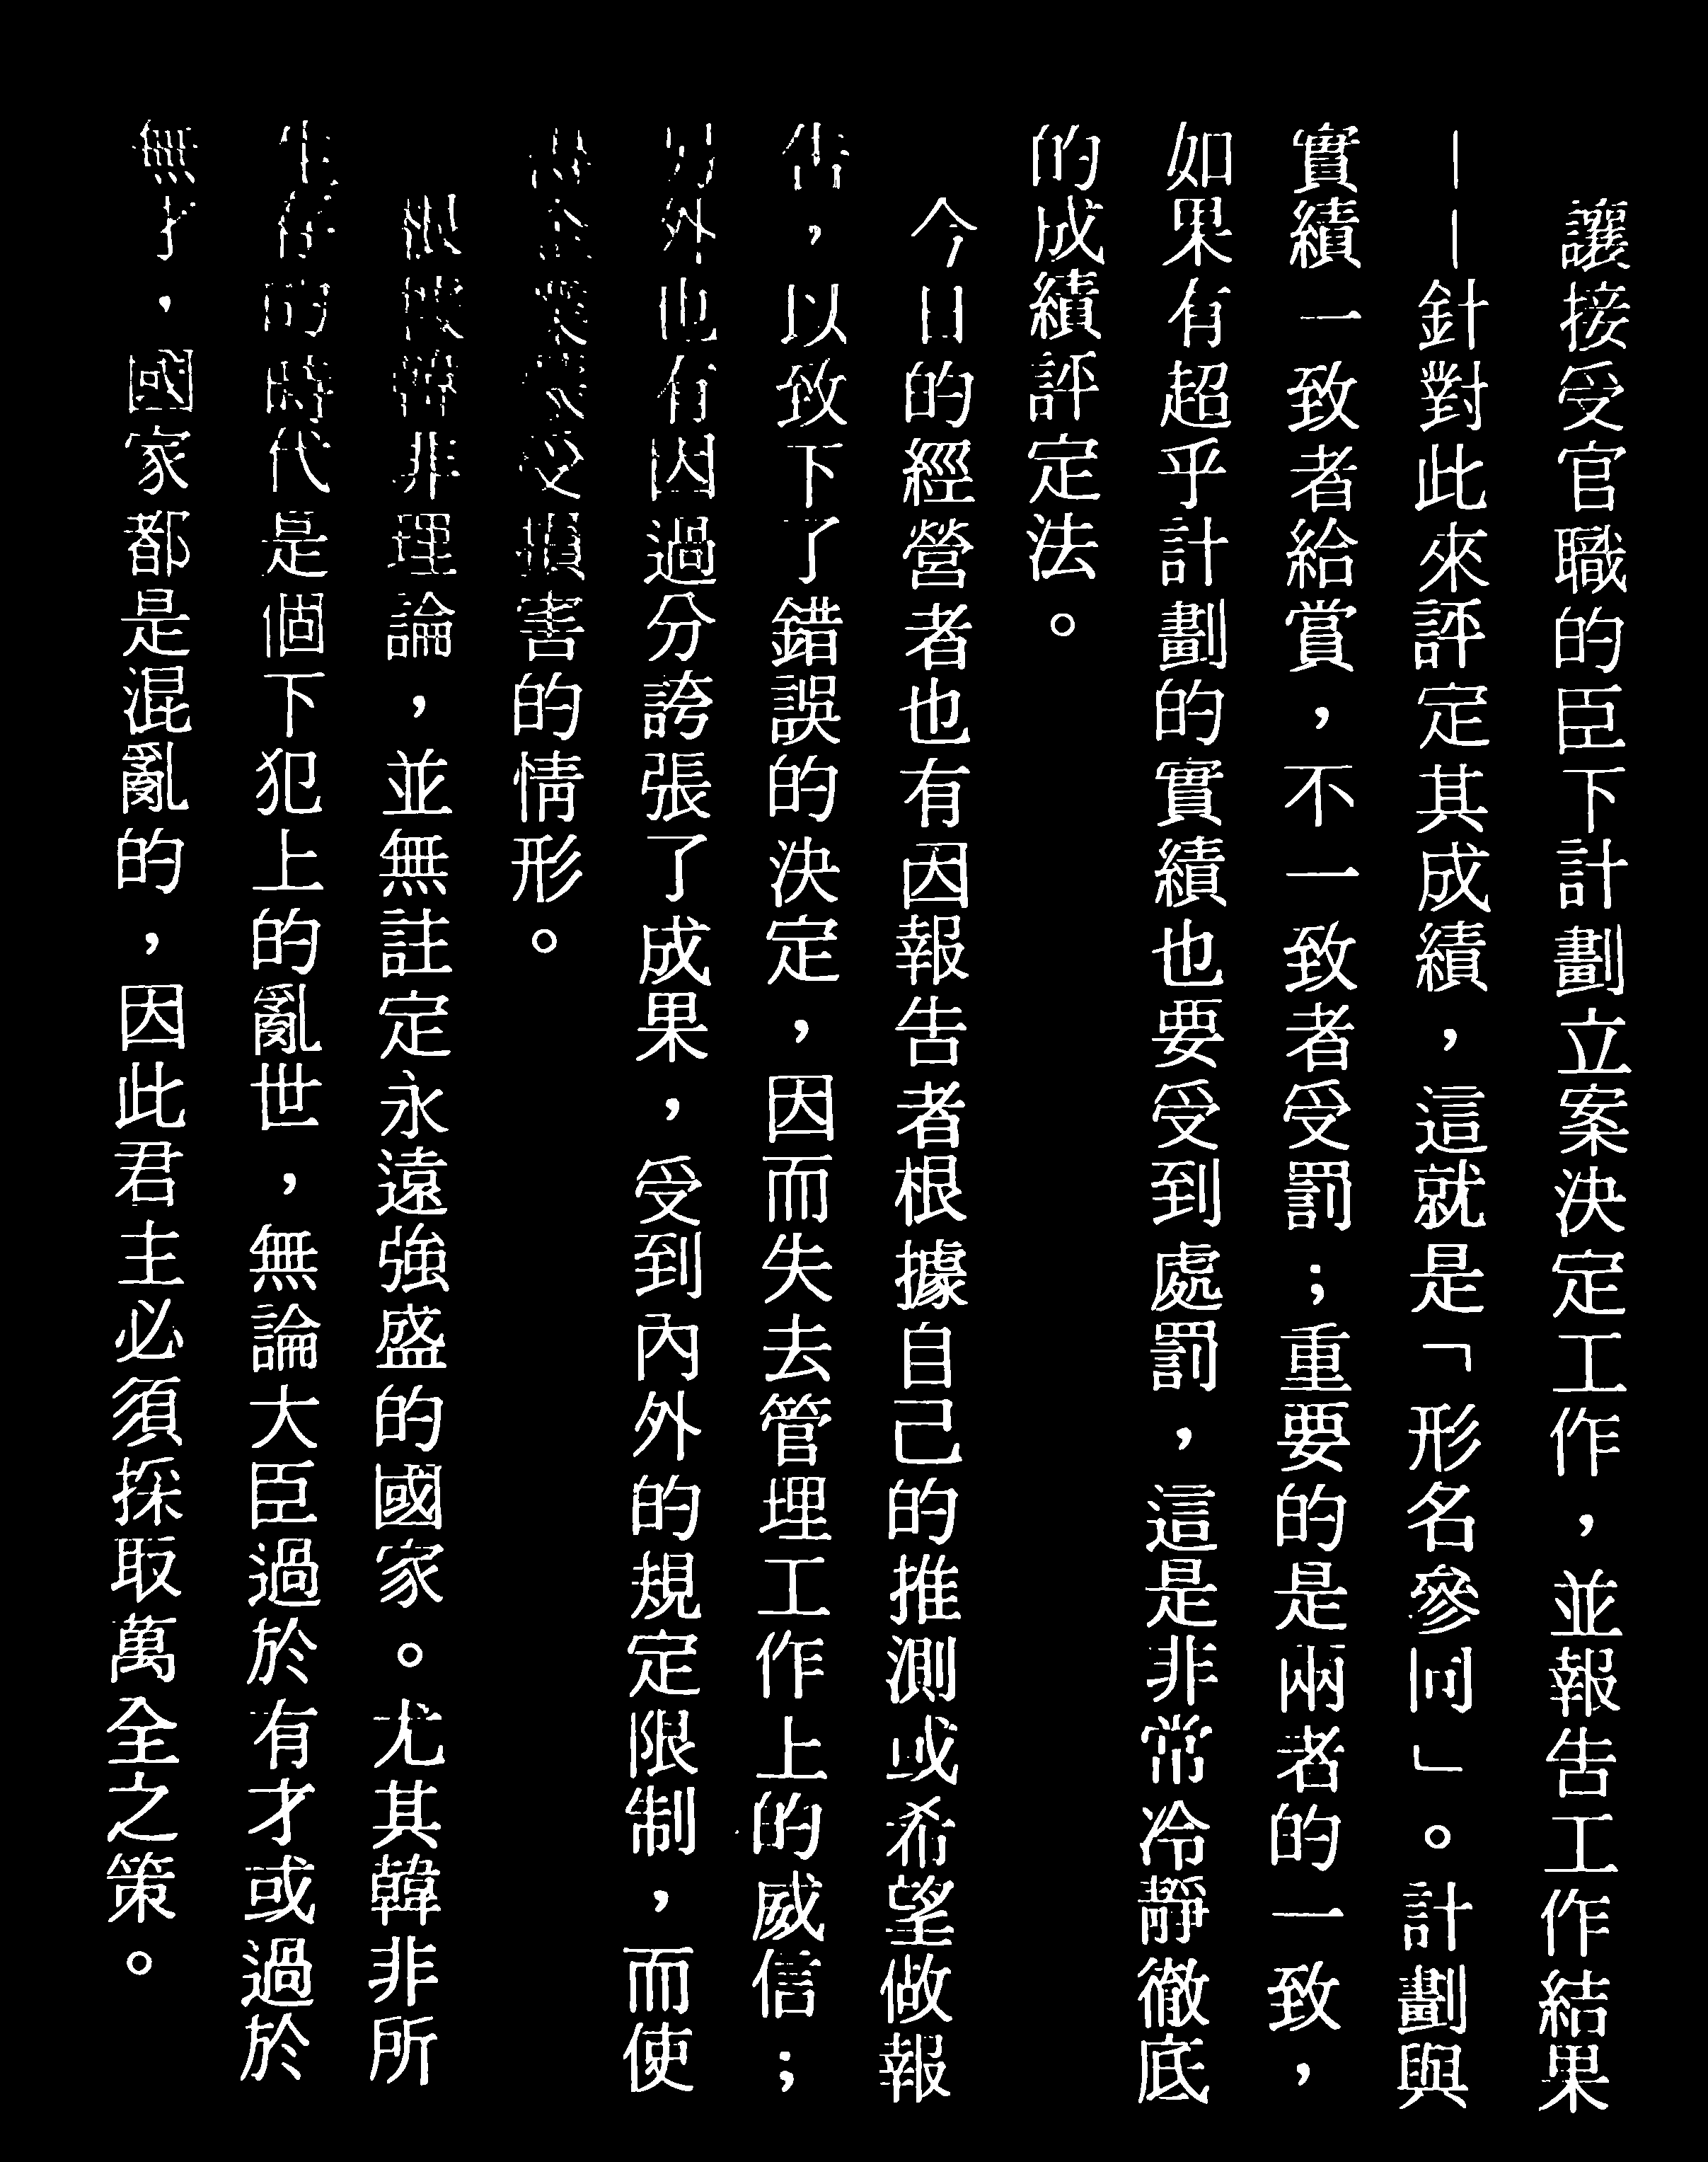 讓接受官職的臣下計劃立案決定工作，並報告工作結果
——針對此來評定其成績，這就是「形名參同」。計劃與
實績一致者給賞，不一致者受罰；重要的是兩者的一致，
如果有超乎計劃的實績也要受到處罰，這是非常冷靜徹底
的成績評定法。
今日的經營者也有因報告者根據自己的推測或希望做報
告，以致下了錯誤的決定，因而失去管理工作上的威信；
另外也有因過分誇張了成果，受到內外的規定限制，而使
企業受損害的情形。
根據韓非理論，並無註定永遠強盛的國家。尤其韓非所
生存的時代是個下犯上的亂世，無論大臣過於有才或過於
無才，國家都是混亂的，因此君主必須採取萬全之策。